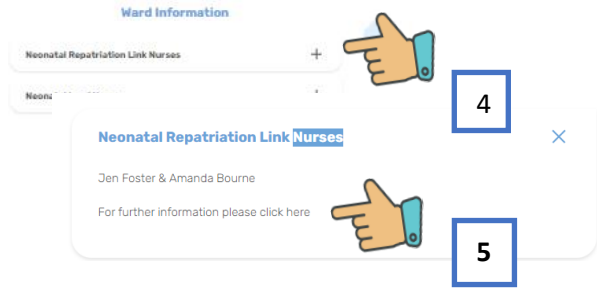 Ward Information
Neonatal Repatriation Link Nurses
4
Neonatal Repatriation Link Nurses
Jen Foster & Amanda Bourne
For further information please click here
5